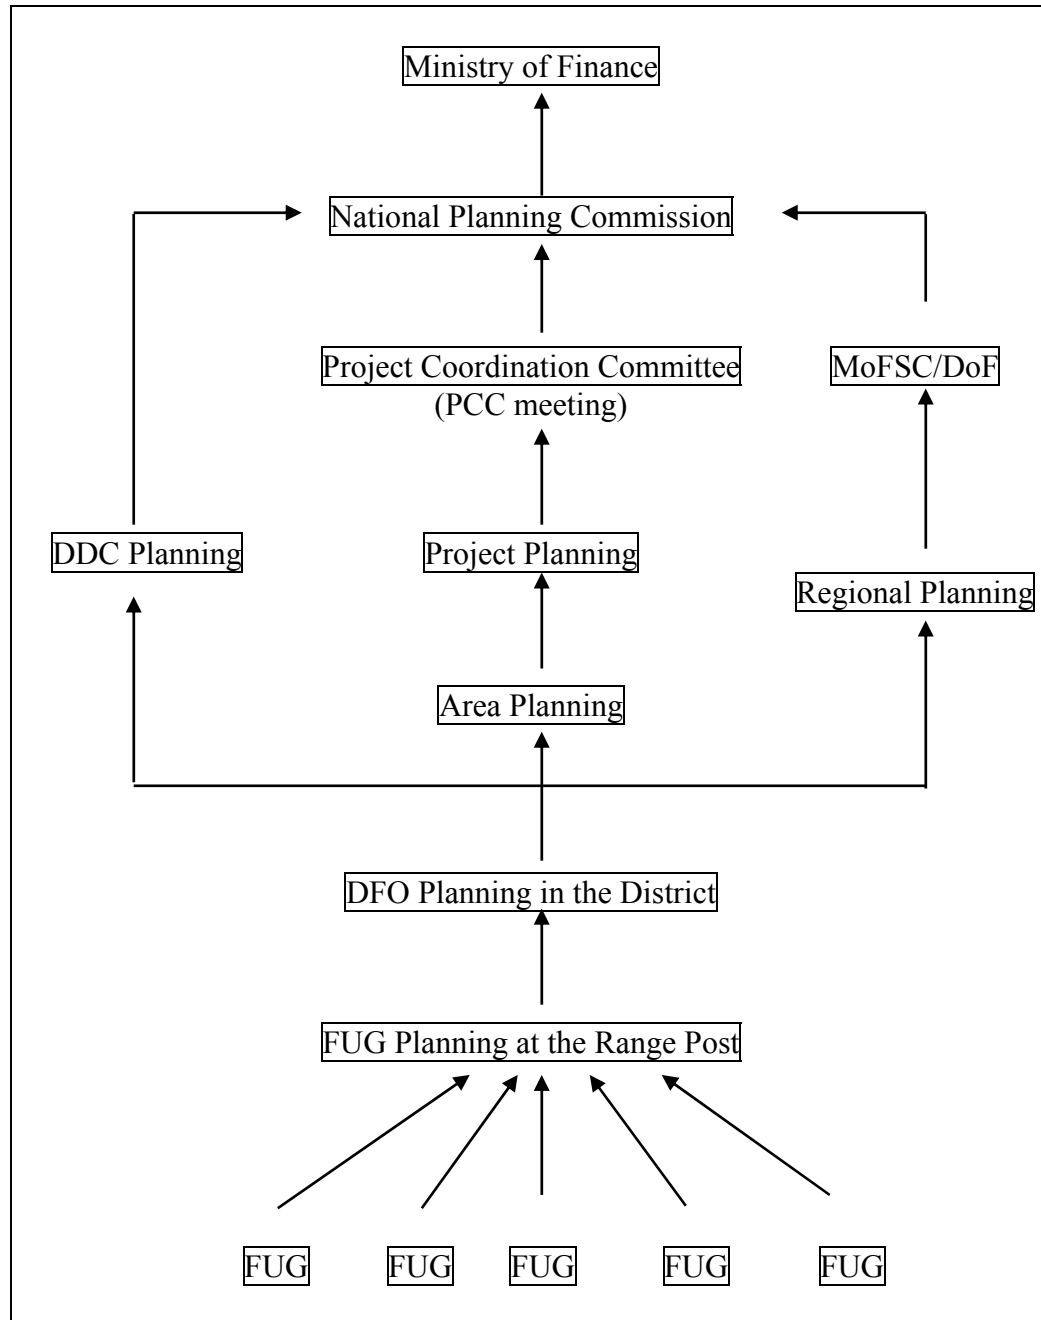 Ministry of Finance
National Planning Commission
Project Coordination Committee
(PCC meeting)
MoFSC/DoF
DDC Planning
Project Planning
Regional Planning
Area Planning
DFO Planning in the District
FUG Planning at the Range Post
FUG
FUG
FUG
FUG
FUG